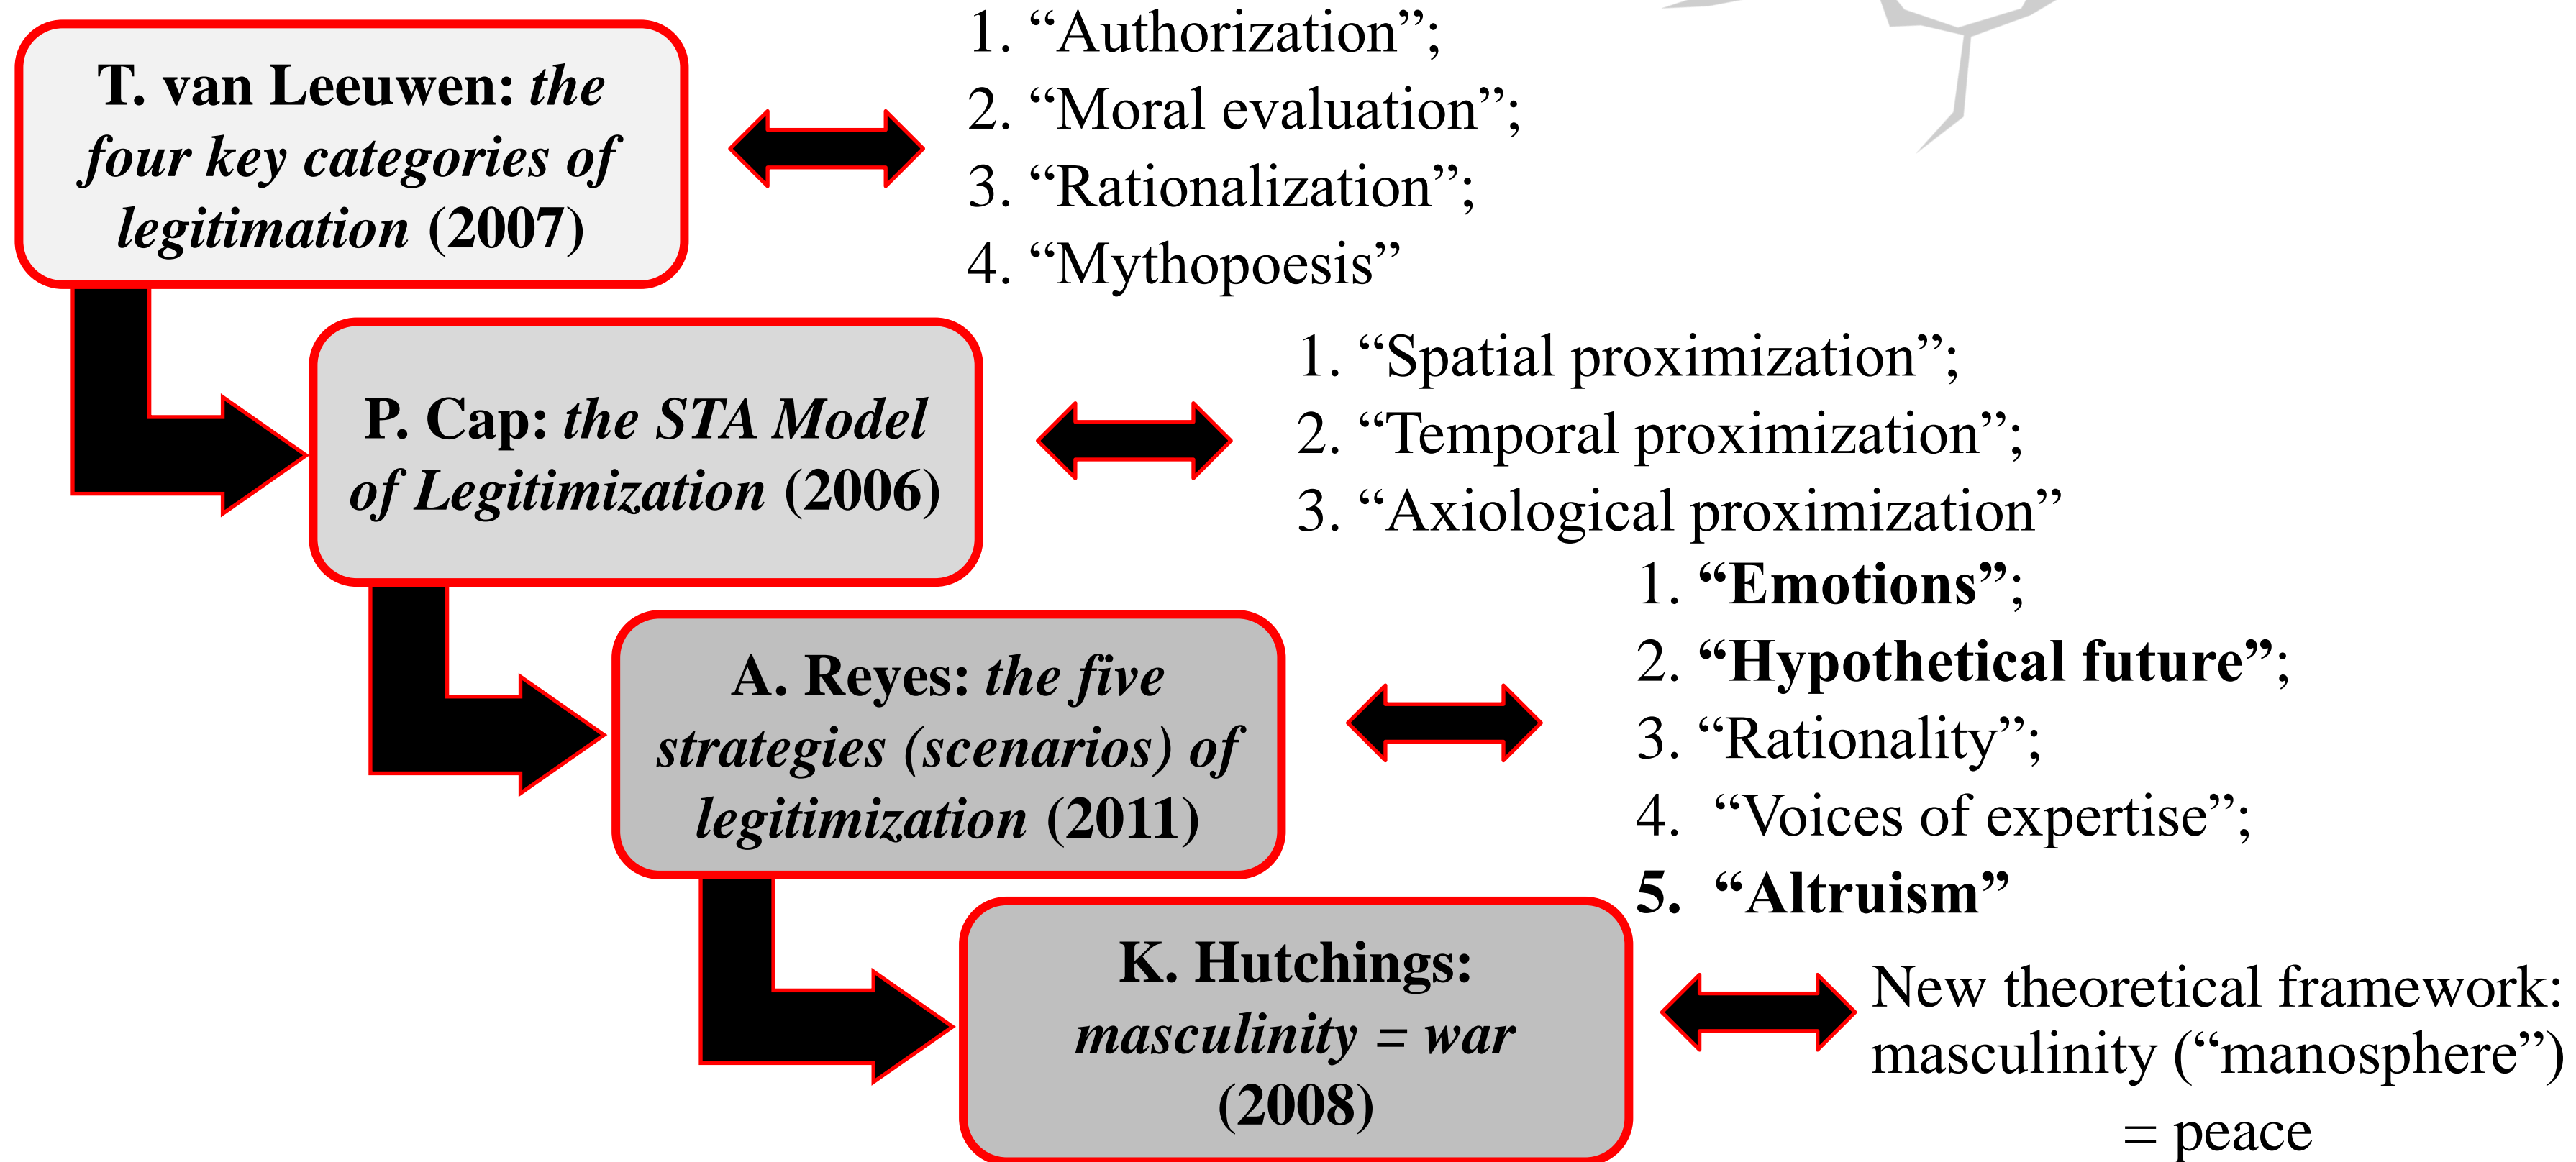 T. van Leeuwen: the
four key categories of
legitimation (2007)
1. “Authorization”;
2. “Moral evaluation”;
3. “Rationalization”;
4. “Mythopoesis”
P. Cap: the STA Model
of Legitimization (2006)
1. “Spatial proximization”;
2. “Temporal proximization”;
3. “Axiological proximization”
A. Reyes: the five
strategies (scenarios) of
legitimization (2011)
1. “Emotions”;
2. “Hypothetical future”;
3. “Rationality”;
4. “Voices of expertise”;
5. “Altruism”
K. Hutchings:
masculinity = war
(2008)
New theoretical framework:
masculinity (“manosphere”)
= peace